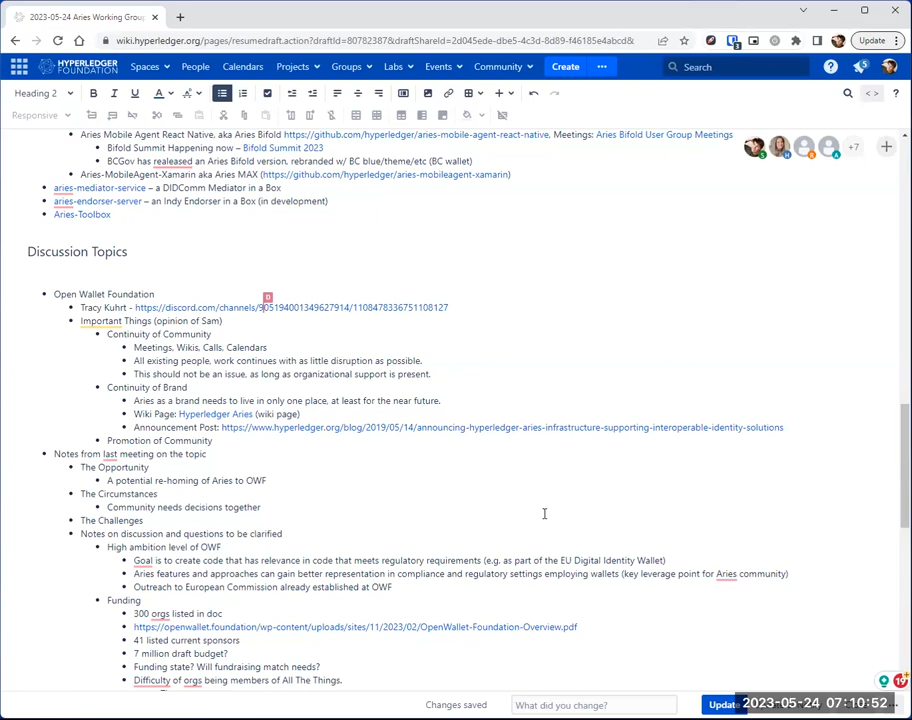 2023-05-24 Aries Working Group
wiki.hyperledger.org/pages/resumedraft.action?draftId=80782387&draftShareId=2d045ede-dbe5-4c3d-8d89-f46185e4abcd&
Update
HYPERLEDGER FOUNDATION
Spaces People Calendars Projects Groups Labs Events Community Create Search
Heading 2
Responsive
Aries Mobile Agent React Native, aka Aries Bifold https://github.com/hyperledger/aries-mobile-agent-react-native, Meetings: Aries Bifold User Group Meetings
+7
Bifold Summit Happening now – Bifold Summit 2023
BCGov has realeased an Aries Bifold version, rebranded w/ BC blue/theme/etc (BC wallet)
Aries-MobileAgent-Xamarin aka Aries MAX (https://github.com/hyperledger/aries-mobileagent-xamarin)
aries-mediator-service – a DIDComm Mediator in a Box
aries-endorser-server – an Indy Endorser in a Box (in development)
Aries-Toolbox
Discussion Topics
Open Wallet Foundation
D
Tracy Kuhrt - https://discord.com/channels/905194001349627914/1108478336751108127
Important Things (opinion of Sam)
Continuity of Community
Meetings, Wikis, Calls, Calendars
All existing people, work continues with as little disruption as possible.
This should not be an issue, as long as organizational support is present.
Continuity of Brand
Aries as a brand needs to live in only one place, at least for the near future.
Wiki Page: Hyperledger Aries (wiki page)
Announcement Post: https://www.hyperledger.org/blog/2019/05/14/announcing-hyperledger-aries-infrastructure-supporting-interoperable-identity-solutions
Promotion of Community
Notes from last meeting on the topic
The Opportunity
A potential re-homing of Aries to OWF
The Circumstances
Community needs decisions together
The Challenges
Notes on discussion and questions to be clarified
High ambition level of OWF
Goal is to create code that has relevance in code that meets regulatory requirements (e.g. as part of the EU Digital Identity Wallet)
Aries features and approaches can gain better representation in compliance and regulatory settings employing wallets (key leverage point for Aries community)
Outreach to European Commission already established at OWF
Funding
300 orgs listed in doc
https://openwallet.foundation/wp-content/uploads/sites/11/2023/02/OpenWallet-Foundation-Overview.pdf
41 listed current sponsors
7 million draft budget?
Funding state? Will fundraising match needs?
Difficulty of orgs being members of All The Things.
19
Changes saved What did you change? Update
2023-05-24 07:10:52